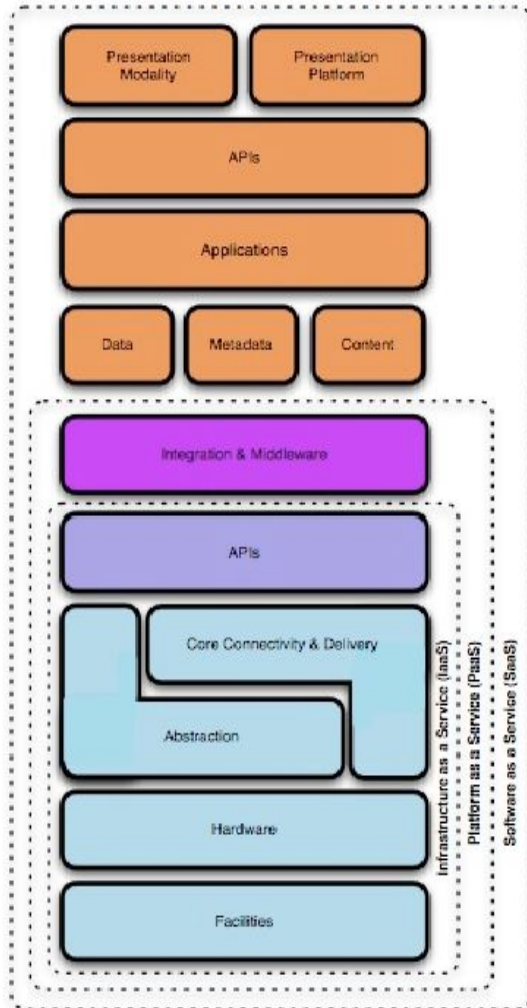 Presentation
Modality
Presentation
Platform
APIs
Applications
Data
Metadata
Content
Integration & Middleware
APIs
Core Connectivity & Delivery
Abstraction
Hardware
Facilities
Infrastructure as a Service (IaaS)
Platform as a Service (PaaS)
Software as a Service (SaaS)